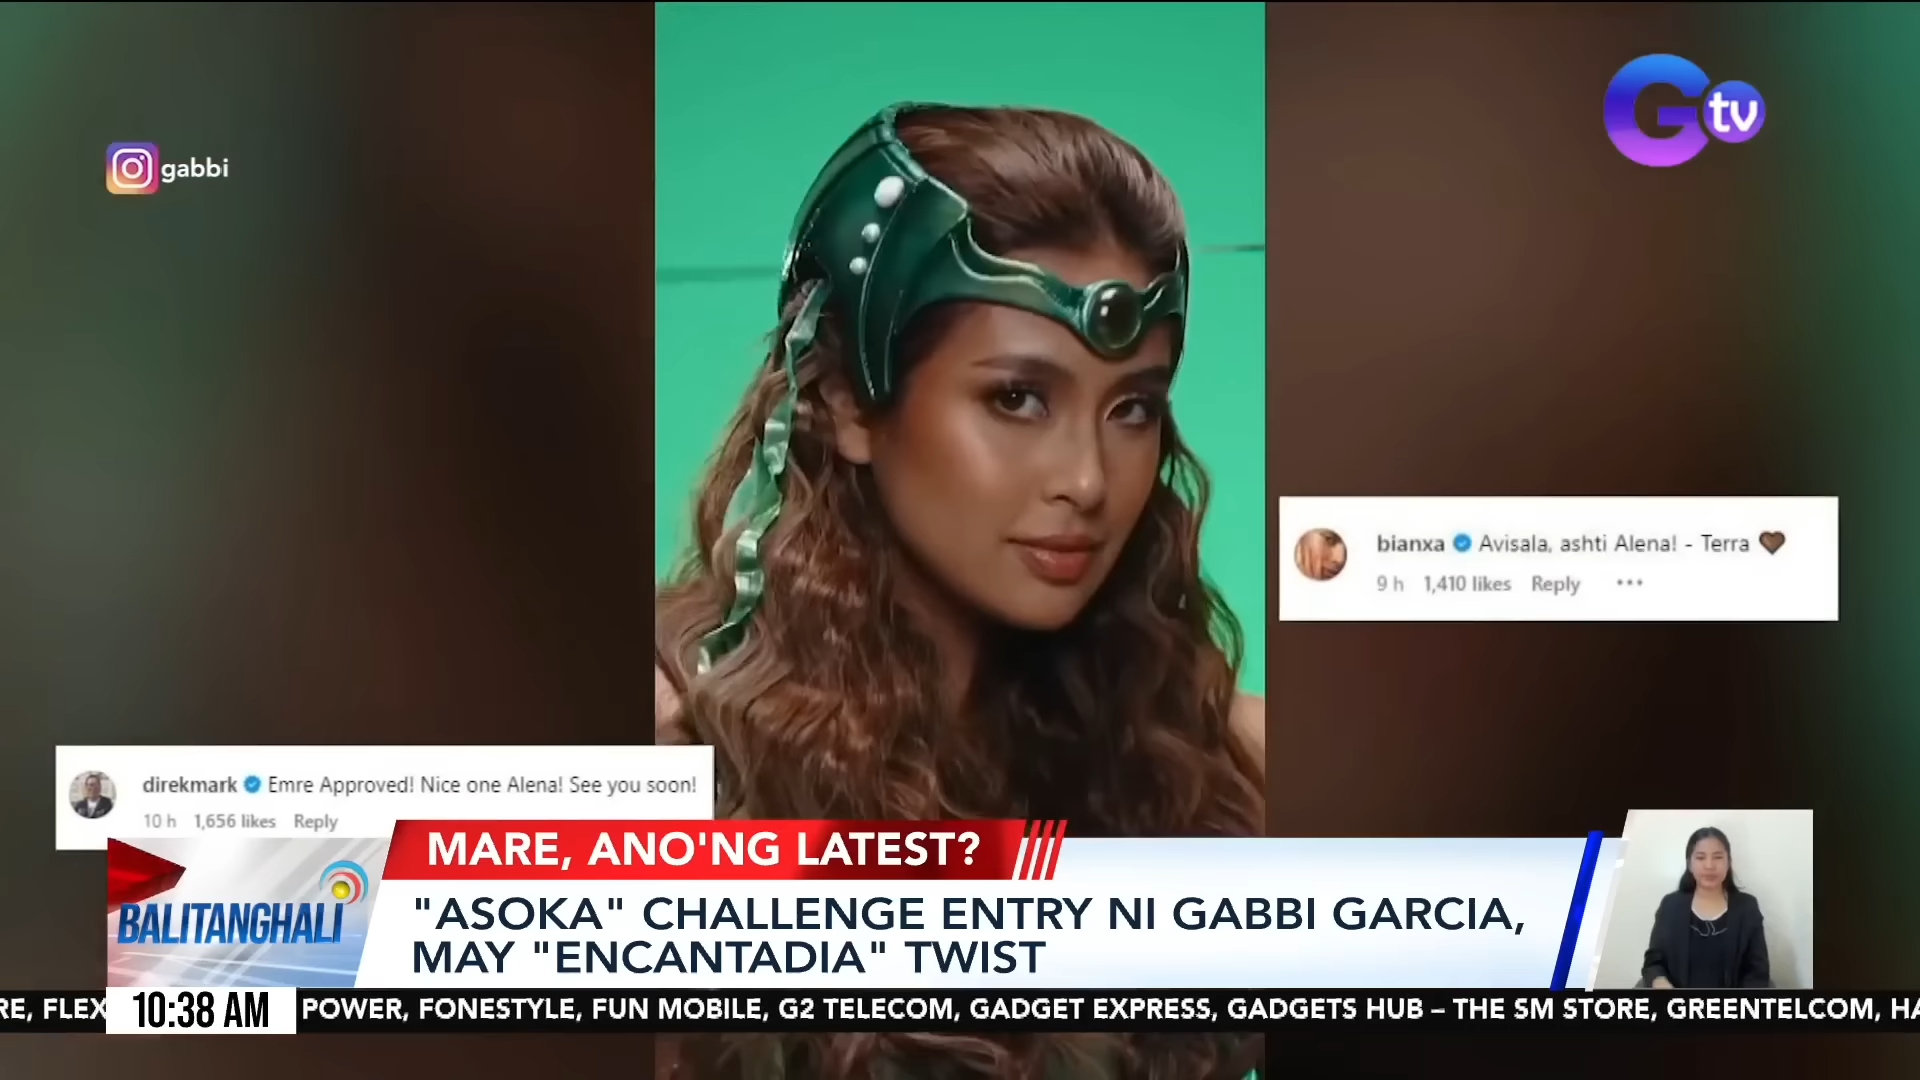 gabbi
G tv
bianxa Avisala, ashti Alena! - Terra
9 h 1,410 likes Reply
direkmark Emre Approved! Nice one Alena! See you soon!
10 h 1,656 likes Reply
MARE, ANO'NG LATEST?
BALITANGHALI
"ASOKA" CHALLENGE ENTRY NI GABBI GARCIA,
MAY "ENCANTADIA" TWIST
RE, FLEX
10:38 AM
POWER, FONESTYLE, FUN MOBILE, G2 TELECOM, GADGET EXPRESS, GADGETS HUB – THE SM STORE, GREENTELCOM, HA